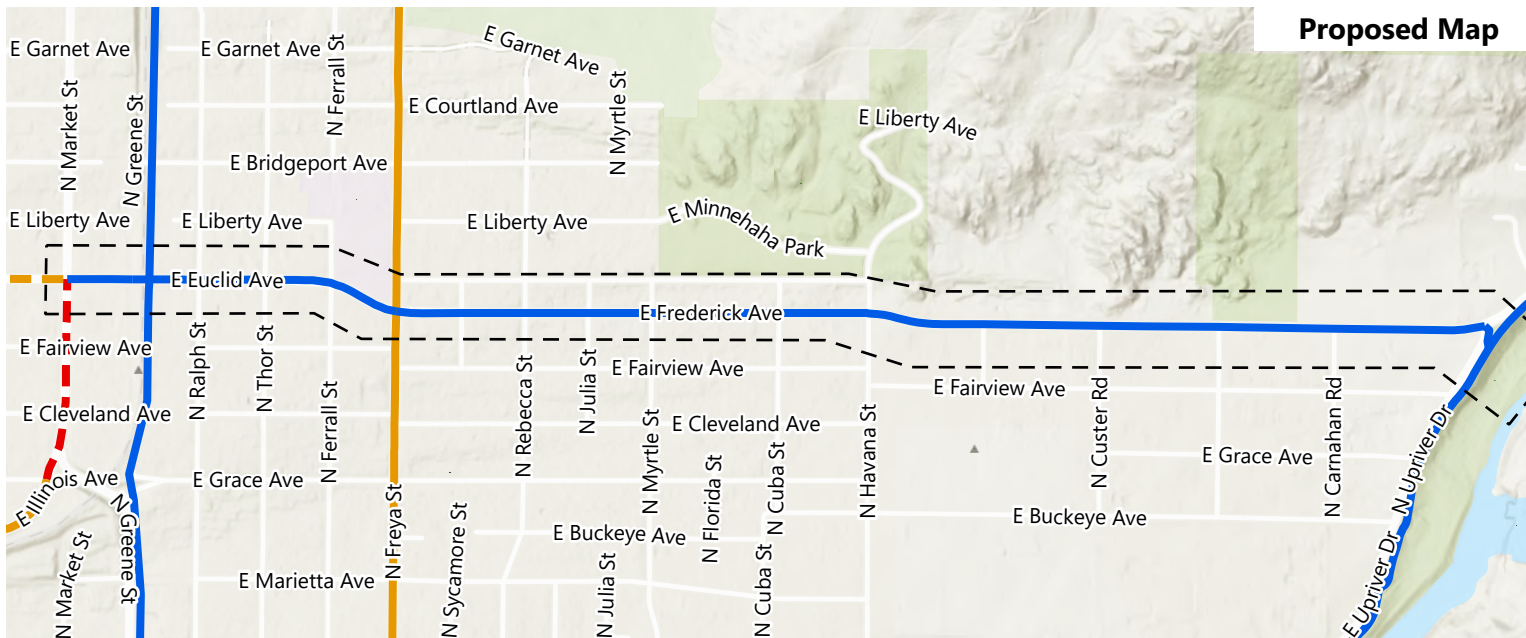 Proposed Map
E Garnet Ave
E Garnet Ave
E Garnet Ave
N Market St
N Greene St
N Ferrall St
E Courtland Ave
N Myrtle St
E Liberty Ave
E Bridgeport Ave
E Liberty Ave
E Liberty Ave
E Liberty Ave
E Minnehaha Park
E Euclid Ave
E Frederick Ave
E Fairview Ave
N Ralph St
N Thor St
N Ferrall St
N Rebecca St
N Julia St
E Fairview Ave
E Fairview Ave
N Custer Rd
N Carnahan Rd
E Cleveland Ave
N Myrtle St
E Cleveland Ave
N Florida St
N Cuba St
N Havana St
N Upriver Dr
E Illinois Ave
E Grace Ave
E Grace Ave
N Greene St
N Freya St
N Sycamore St
E Buckeye Ave
E Buckeye Ave
N Market St
E Marietta Ave
N Julia St
N Cuba St
E Upriver Dr